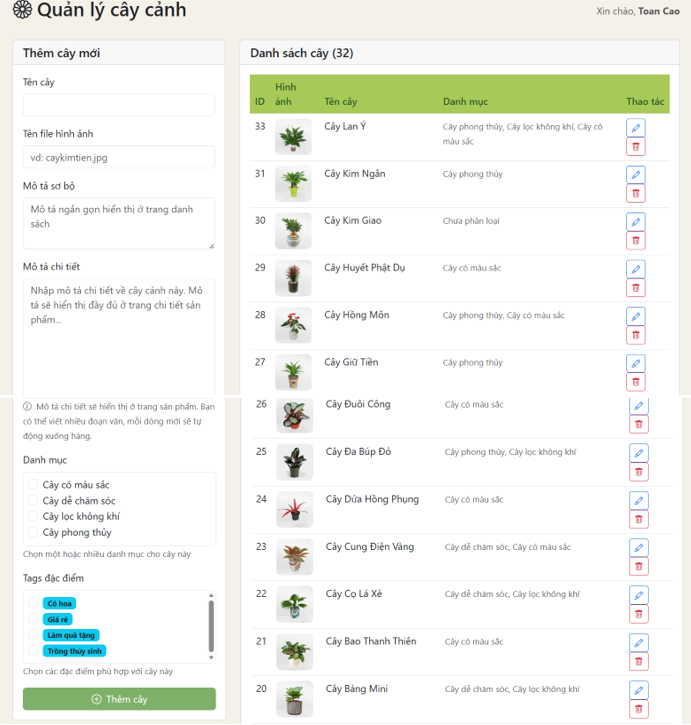 Quản lý cây cảnh
Xin chào, Toan Cao
Thêm cây mới
Tên cây
Tên file hình ảnh
vd: caykimtien.jpg
Mô tả sơ bộ
Mô tả ngắn gọn hiển thị ở trang danh
sách
Mô tả chi tiết
Nhập mô tả chi tiết về cây cảnh này. Mô
tả sẽ hiển thị đầy đủ ở trang chi tiết sản
phẩm...
Mô tả chi tiết sẽ hiển thị ở trang sản phẩm. Bạn
có thể viết nhiều đoạn văn, mỗi dòng mới sẽ tự
động xuống hàng.
Danh mục
Cây có màu sắc
Cây dễ chăm sóc
Cây lọc không khí
Cây phong thủy
Chọn một hoặc nhiều danh mục cho cây này
Tags đặc điểm
Có hoa
Giá rẻ
Làm quà tặng
Trồng thủy sinh
Chọn các đặc điểm phù hợp với cây này
Thêm cây
Danh sách cây (32)
ID Hình ảnh Tên cây Danh mục Thao tác
33 Cây Lan Ý Cây phong thủy, Cây lọc không khí, Cây có
màu sắc
31 Cây Kim Ngân Cây phong thủy
30 Cây Kim Giao Chưa phân loại
29 Cây Huyết Phật Dụ Cây có màu sắc
28 Cây Hồng Môn Cây phong thủy, Cây có màu sắc
27 Cây Giữ Tiền Cây phong thủy
26 Cây Đuôi Công Cây có màu sắc
25 Cây Đa Búp Đỏ Cây phong thủy, Cây lọc không khí
24 Cây Dứa Hồng Phụng Cây có màu sắc
23 Cây Cung Điện Vàng Cây dễ chăm sóc, Cây có màu sắc
22 Cây Cọ Lá Xẻ Cây dễ chăm sóc, Cây lọc không khí
21 Cây Bao Thanh Thiên Cây có màu sắc
20 Cây Bàng Mini Cây dễ chăm sóc, Cây lọc không khí